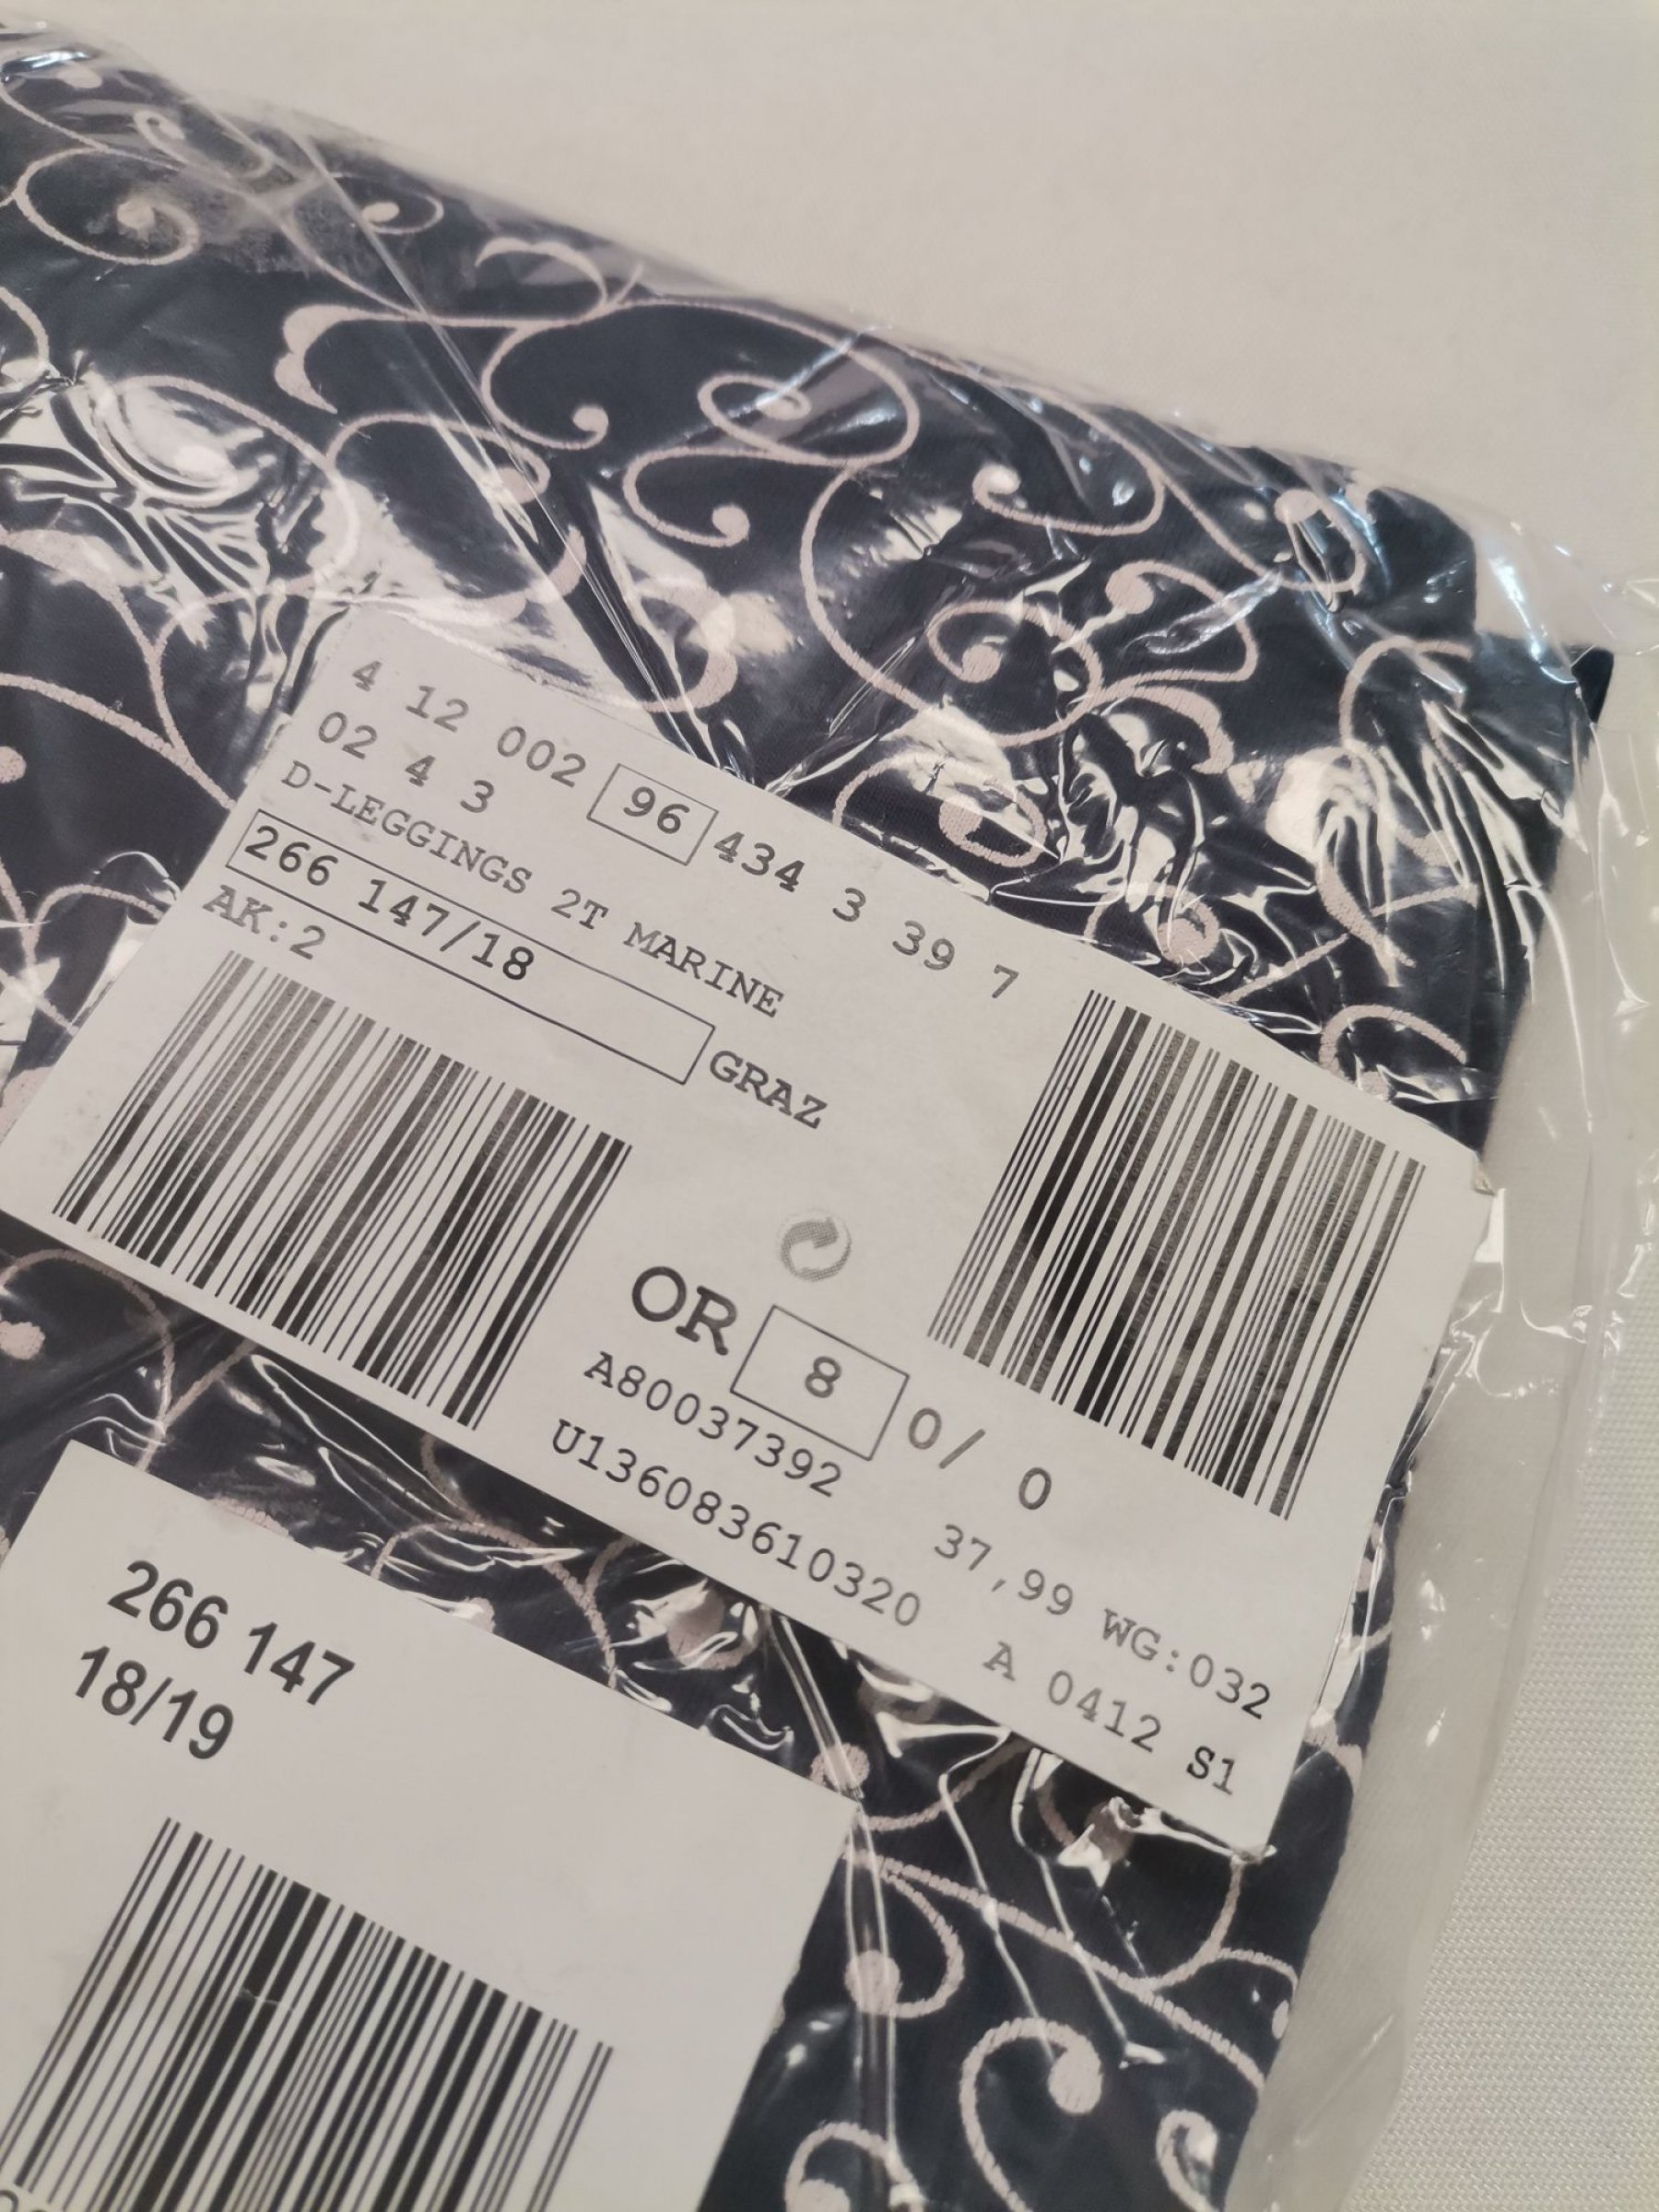 4 12 002 96 434 3 39 7
02 4 3
D-LEGGINGS 2T MARINE
266 147/18 GRAZ
AK:2
OR 8 0/ 0
A80037392 37,99 WG:032
U136083610320 A 0412 S1
266 147
18/19